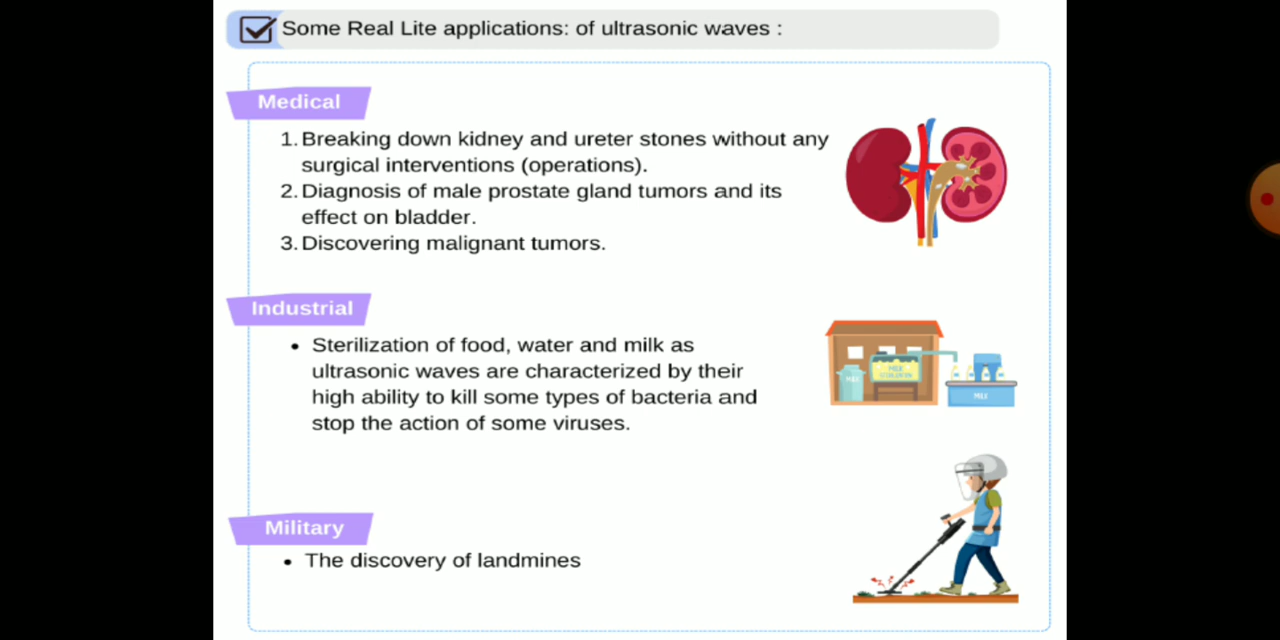 Some Real Lite applications: of ultrasonic waves :
Medical
1. Breaking down kidney and ureter stones without any
surgical interventions (operations).
2. Diagnosis of male prostate gland tumors and its
effect on bladder.
3. Discovering malignant tumors.
Industrial
• Sterilization of food, water and milk as
ultrasonic waves are characterized by their
high ability to kill some types of bacteria and
stop the action of some viruses.
MILK
Military
• The discovery of landmines